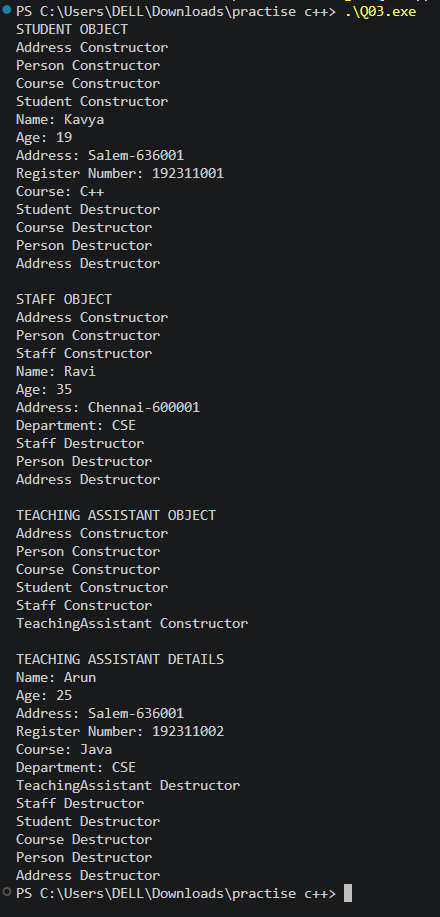 PS C:\Users\DELL\Downloads\practise c++> .\Q03.exe
STUDENT OBJECT
Address Constructor
Person Constructor
Course Constructor
Student Constructor
Name: Kavya
Age: 19
Address: Salem-636001
Register Number: 192311001
Course: C++
Student Destructor
Course Destructor
Person Destructor
Address Destructor

STAFF OBJECT
Address Constructor
Person Constructor
Staff Constructor
Name: Ravi
Age: 35
Address: Chennai-600001
Department: CSE
Staff Destructor
Person Destructor
Address Destructor

TEACHING ASSISTANT OBJECT
Address Constructor
Person Constructor
Course Constructor
Student Constructor
Staff Constructor
TeachingAssistant Constructor

TEACHING ASSISTANT DETAILS
Name: Arun
Age: 25
Address: Salem-636001
Register Number: 192311002
Course: Java
Department: CSE
TeachingAssistant Destructor
Staff Destructor
Student Destructor
Course Destructor
Person Destructor
Address Destructor
PS C:\Users\DELL\Downloads\practise c++>